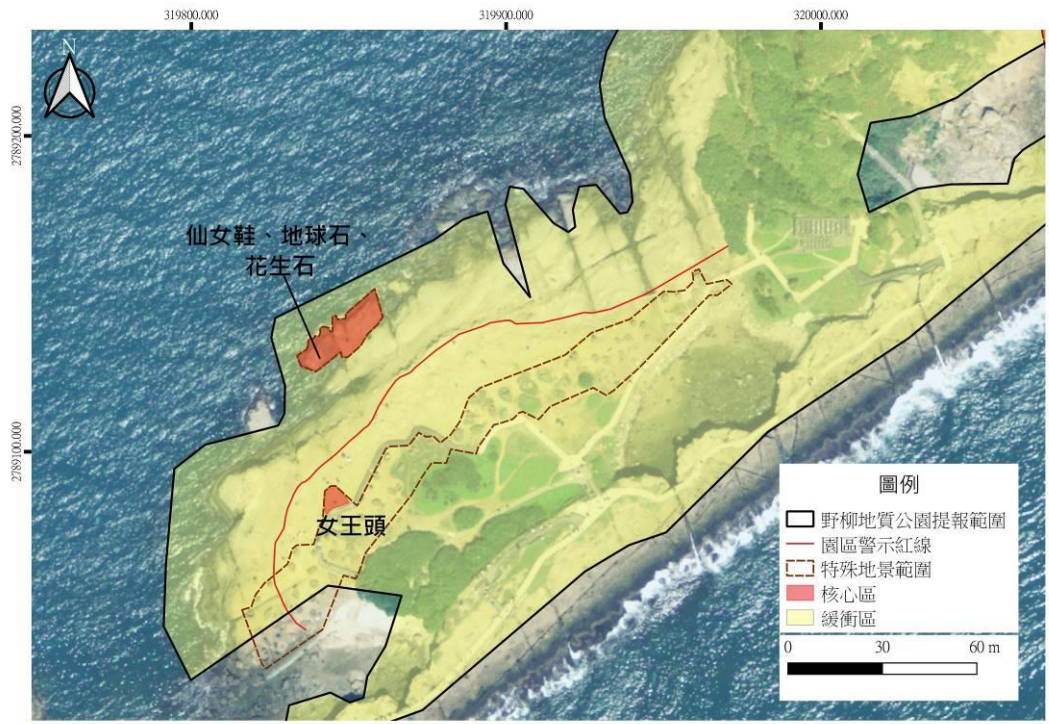 319800.000
319900.000
320000.000
N
2789200.000
仙女鞋、地球石、
花生石
2789100.000
女王頭
圖例
野柳地質公園提報範圍
園區警示紅線
特殊地景範圍
核心區
緩衝區
0 30 60 m